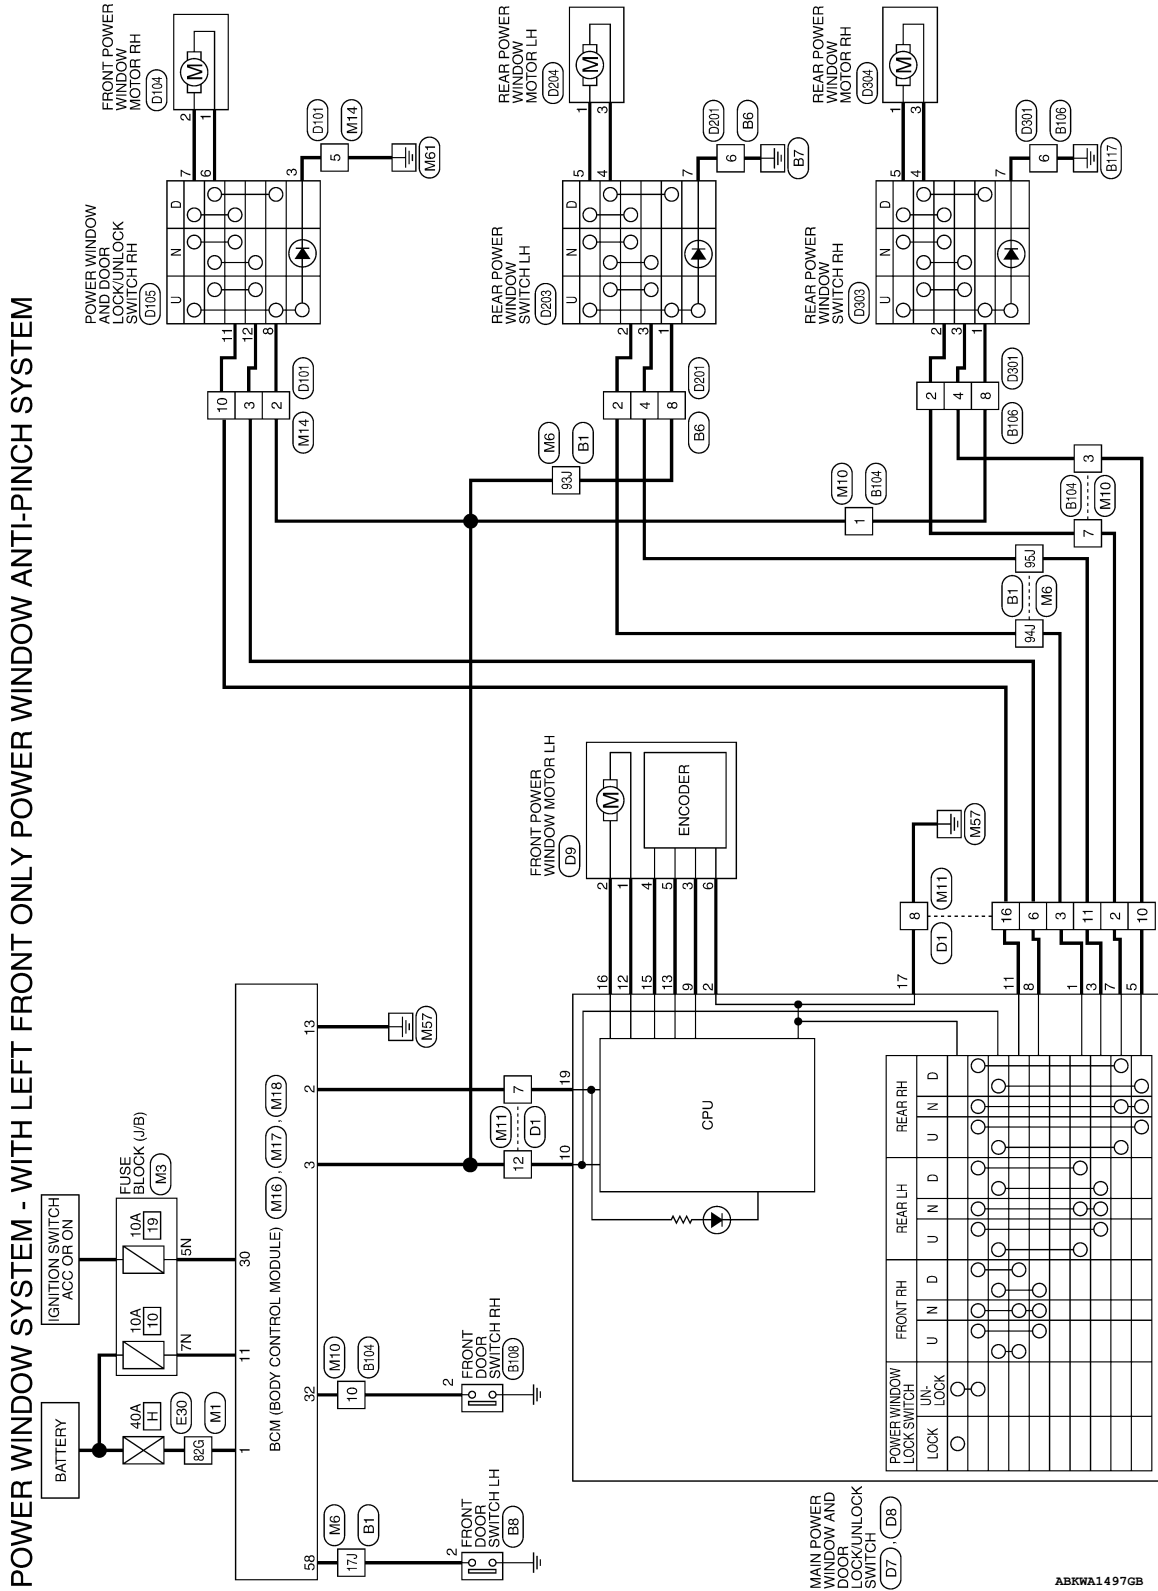 POWER WINDOW SYSTEM - WITH LEFT FRONT ONLY POWER WINDOW ANTI-PINCH SYSTEM
BATTERY
IGNITION SWITCH
ACC OR ON
40A
H
E30
82G
M1
10A
10
7N
10A
19
5N
FUSE
BLOCK (J/B)
M3
1
11
30
BCM (BODY CONTROL MODULE)
M16 , M17 , M18
58
32
3
2
13
M57
M6
17J
B1
2
FRONT
DOOR
SWITCH LH
B8
M10
10
B104
2
FRONT
DOOR
SWITCH RH
B108
M11
12
7
D1
10
19
MAIN POWER
WINDOW AND
DOOR
LOCK/UNLOCK
SWITCH
D7 , D8
CPU
16
12
15
13
9
2
17
2
1
4
5
3
6
FRONT POWER
WINDOW MOTOR LH
D9
M
ENCODER
8
D1
M11
M57
POWER WINDOW
LOCK SWITCH
LOCK
UN-
LOCK
FRONT RH
U
N
D
REAR LH
U
N
D
REAR RH
U
N
D
11
8
1
3
7
5
16
6
3
11
2
10
94J
95J
B1
M6
7
3
B104
M10
M10
1
B104
M6
93J
B1
10
3
2
M14
D101
11
12
8
POWER WINDOW
AND DOOR
LOCK/UNLOCK
SWITCH RH
D105
U
N
D
7
6
3
2
1
FRONT POWER
WINDOW
MOTOR RH
D104
M
D101
5
M14
M61
2
4
8
B6
D201
2
3
1
REAR POWER
WINDOW
SWITCH LH
D203
U
N
D
5
4
7
1
3
REAR POWER
WINDOW
MOTOR LH
D204
M
D201
6
B6
B7
2
4
8
B106
D301
2
3
1
REAR POWER
WINDOW
SWITCH RH
D303
U
N
D
5
4
7
1
3
REAR POWER
WINDOW
MOTOR RH
D304
M
D301
6
B106
B117
ABKWA1497GB